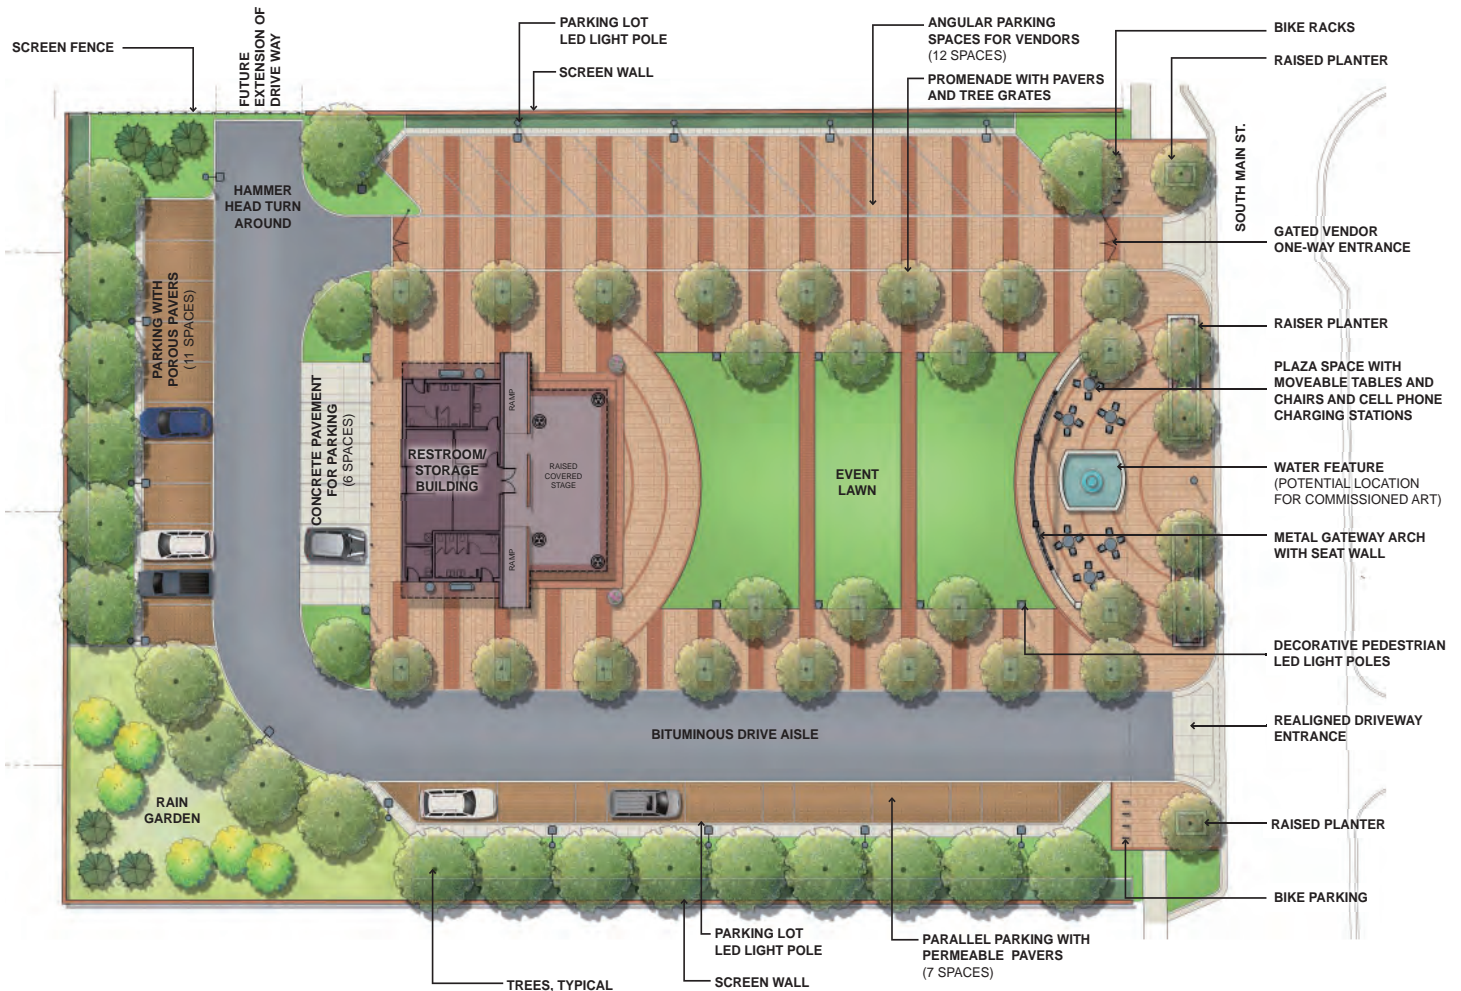 SCREEN FENCE
FUTURE
EXTENSION OF
DRIVE WAY
PARKING LOT
LED LIGHT POLE
SCREEN WALL
ANGULAR PARKING
SPACES FOR VENDORS
(12 SPACES)
PROMENADE WITH PAVERS
AND TREE GRATES
BIKE RACKS
RAISED PLANTER
SOUTH MAIN ST.
GATED VENDOR
ONE-WAY ENTRANCE
RAISER PLANTER
PLAZA SPACE WITH
MOVEABLE TABLES AND
CHAIRS AND CELL PHONE
CHARGING STATIONS
WATER FEATURE
(POTENTIAL LOCATION
FOR COMMISSIONED ART)
METAL GATEWAY ARCH
WITH SEAT WALL
DECORATIVE PEDESTRIAN
LED LIGHT POLES
REALIGNED DRIVEWAY
ENTRANCE
RAISED PLANTER
BIKE PARKING
HAMMER
HEAD TURN
AROUND
PARKING WITH
POROUS PAVERS
(11 SPACES)
CONCRETE PAVEMENT
FOR PARKING
(6 SPACES)
RESTROOM/
STORAGE
BUILDING
RAMP
RAISED
COVERED
STAGE
RAMP
EVENT
LAWN
BITUMINOUS DRIVE AISLE
RAIN
GARDEN
TREES, TYPICAL
PARKING LOT
LED LIGHT POLE
SCREEN WALL
PARALLEL PARKING WITH
PERMEABLE PAVERS
(7 SPACES)